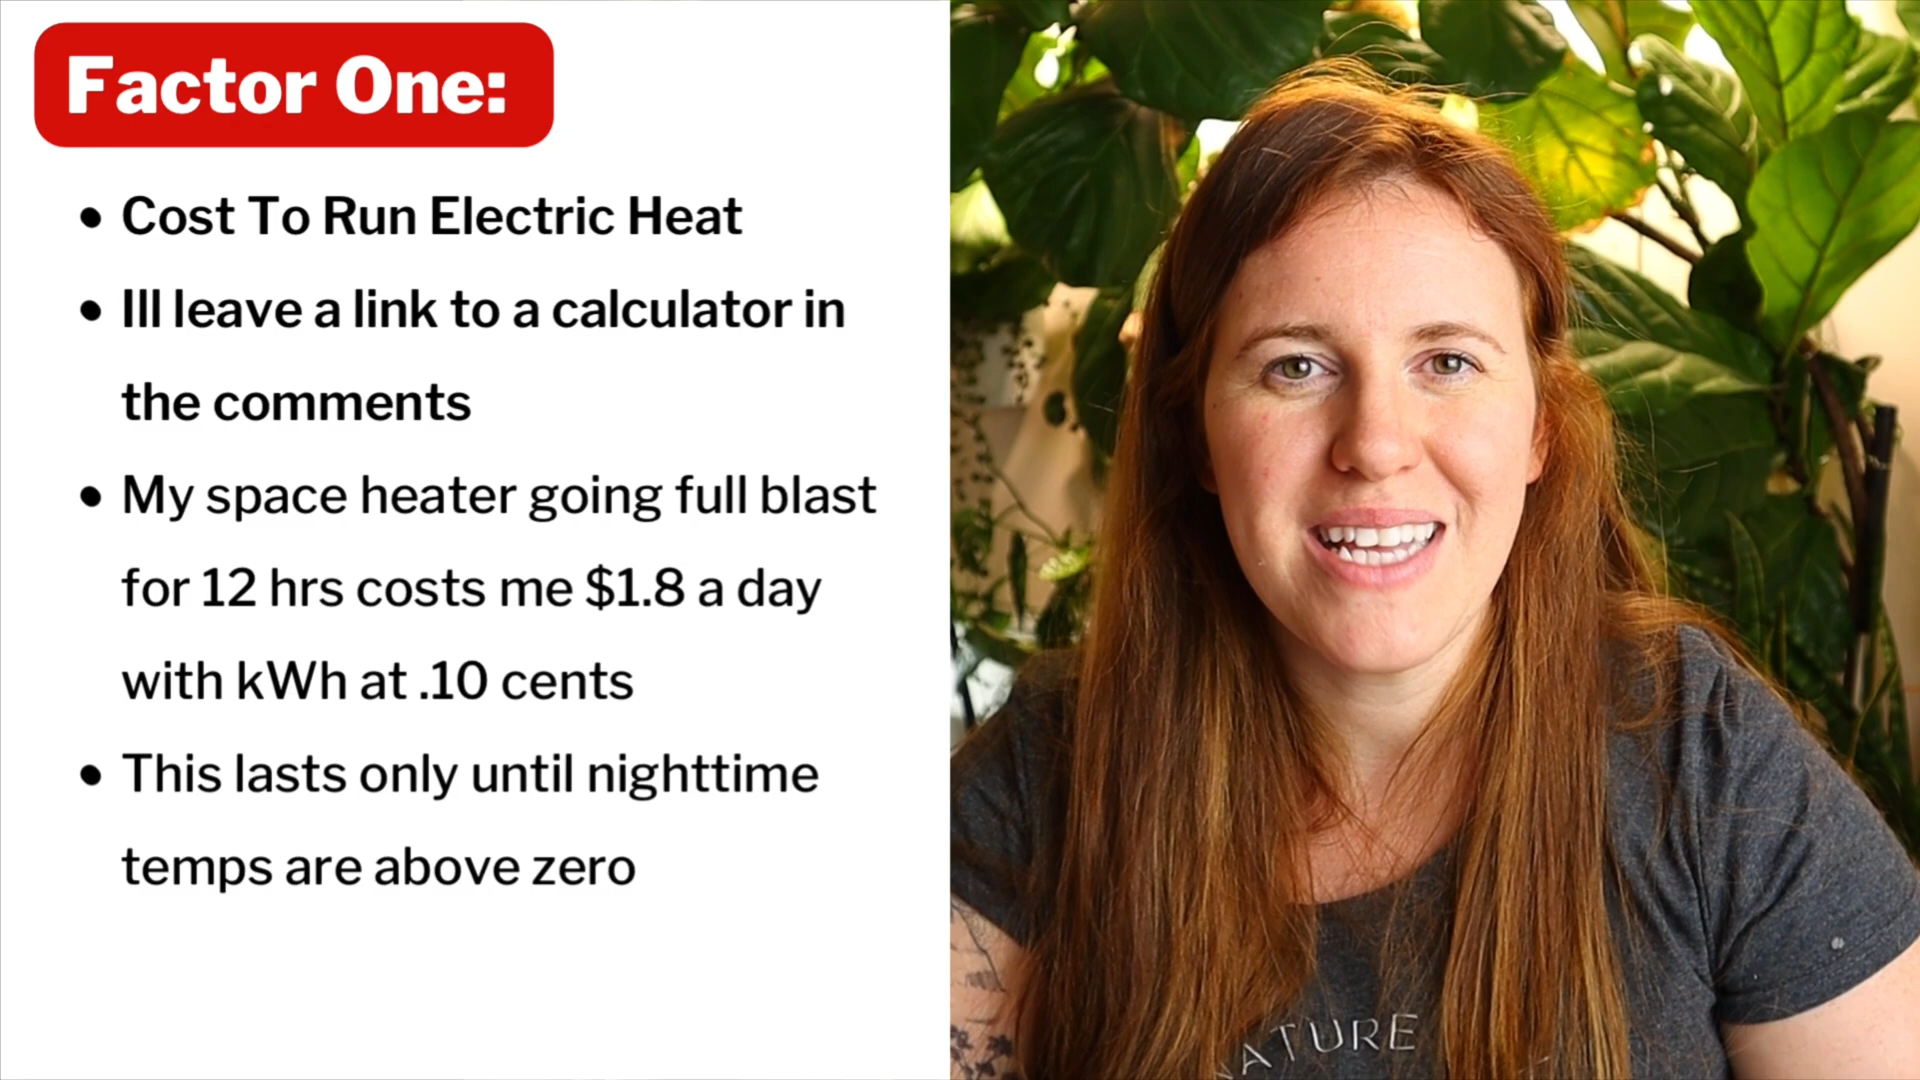 Factor One:
• Cost To Run Electric Heat
• Ill leave a link to a calculator in
the comments
• My space heater going full blast
for 12 hrs costs me $1.8 a day
with kWh at .10 cents
• This lasts only until nighttime
temps are above zero
NATURE